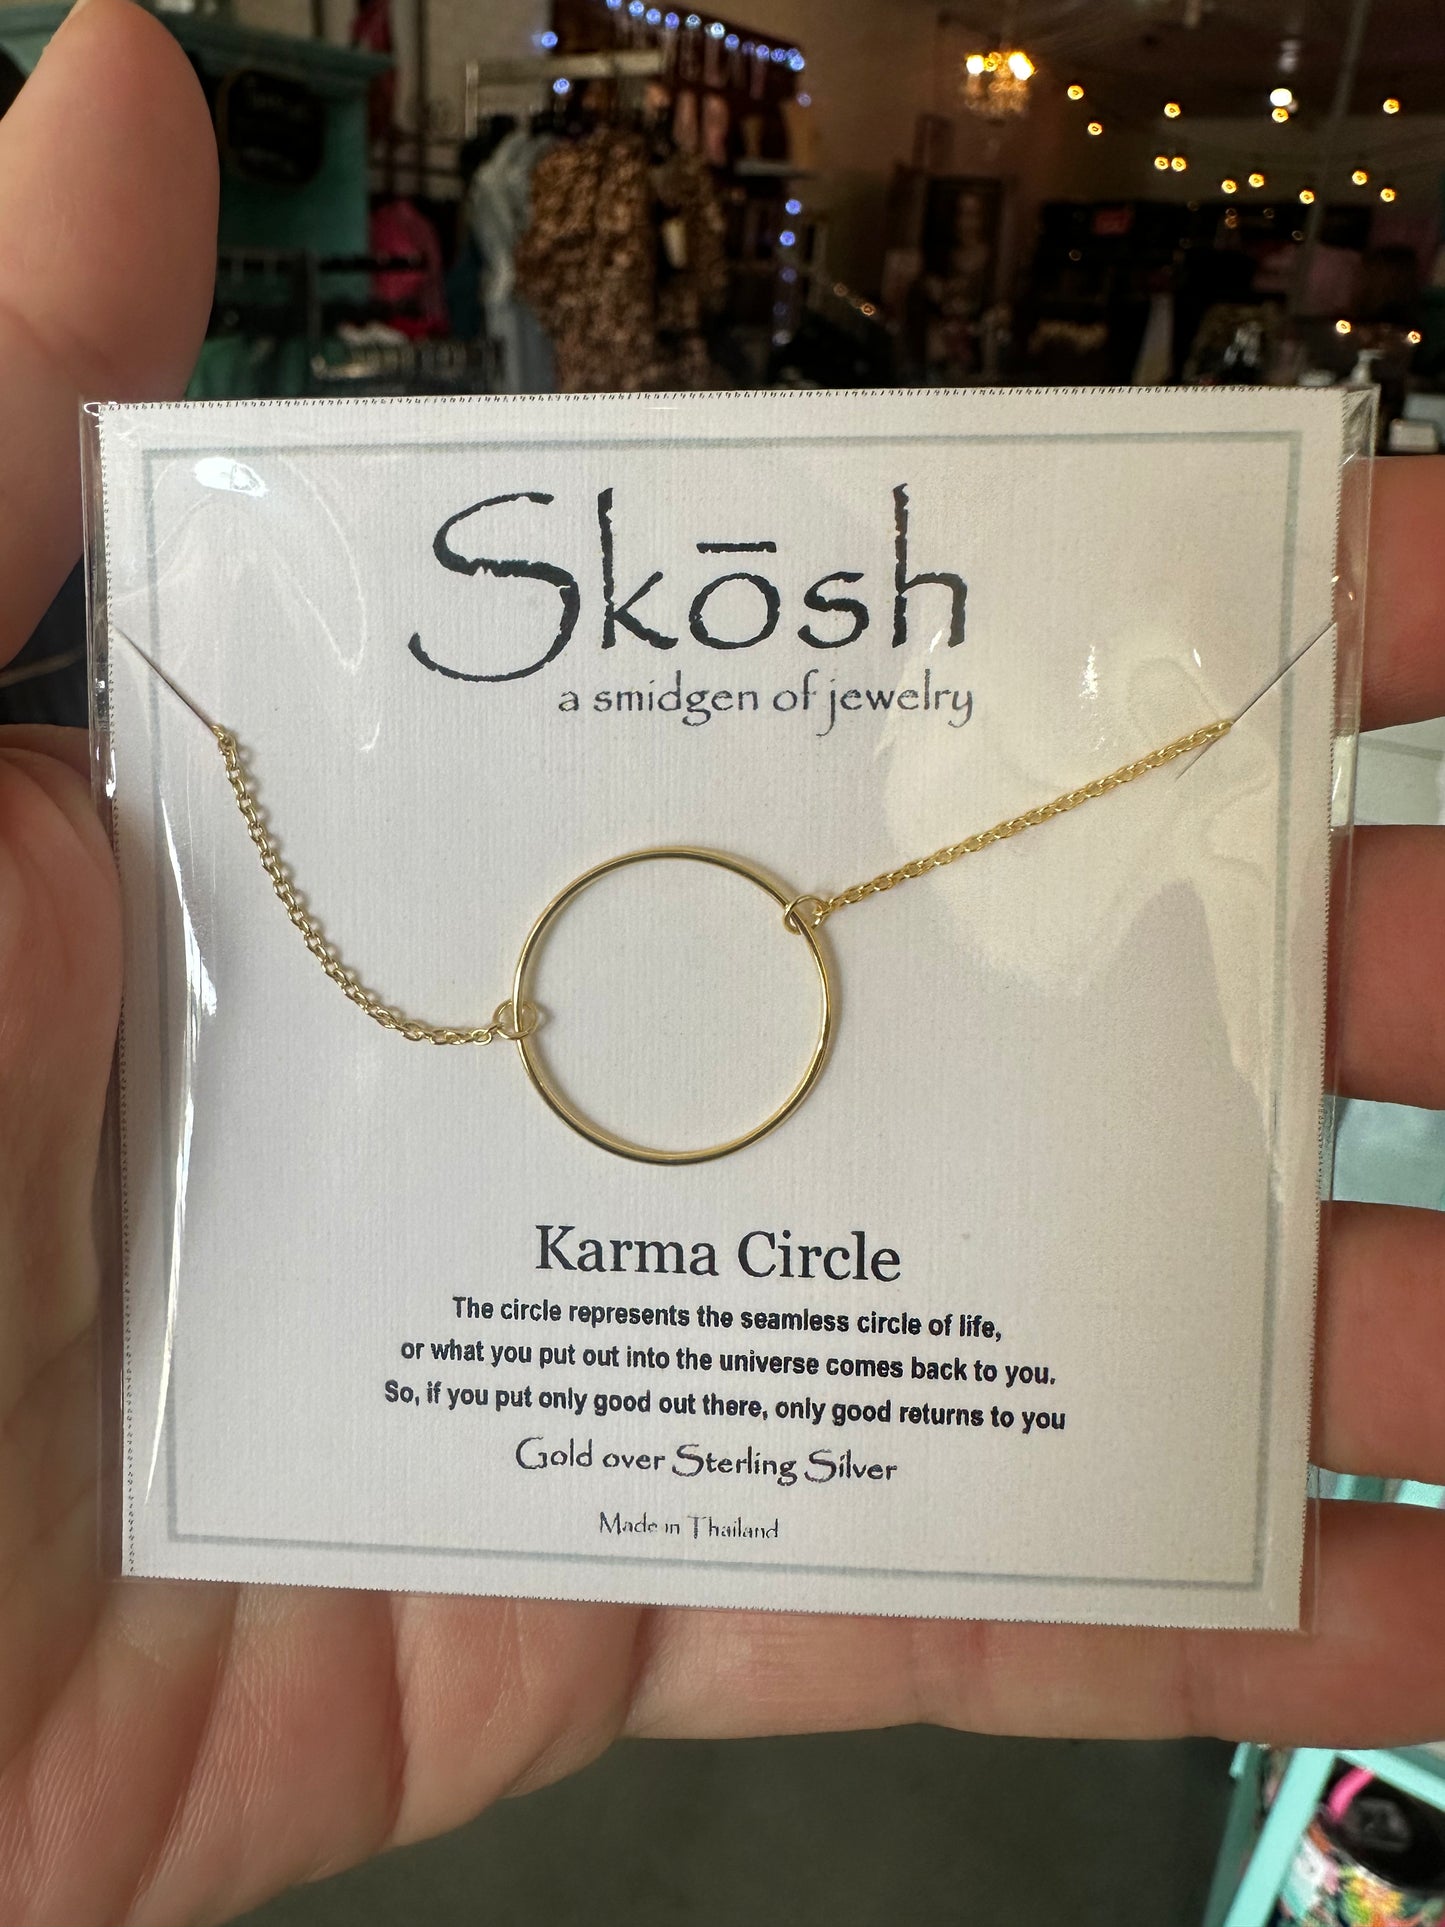 Skōsh
a smidgen of jewelry
Karma Circle
The circle represents the seamless circle of life,
or what you put out into the universe comes back to you.
So, if you put only good out there, only good returns to you
Gold over Sterling Silver
Made in Thailand